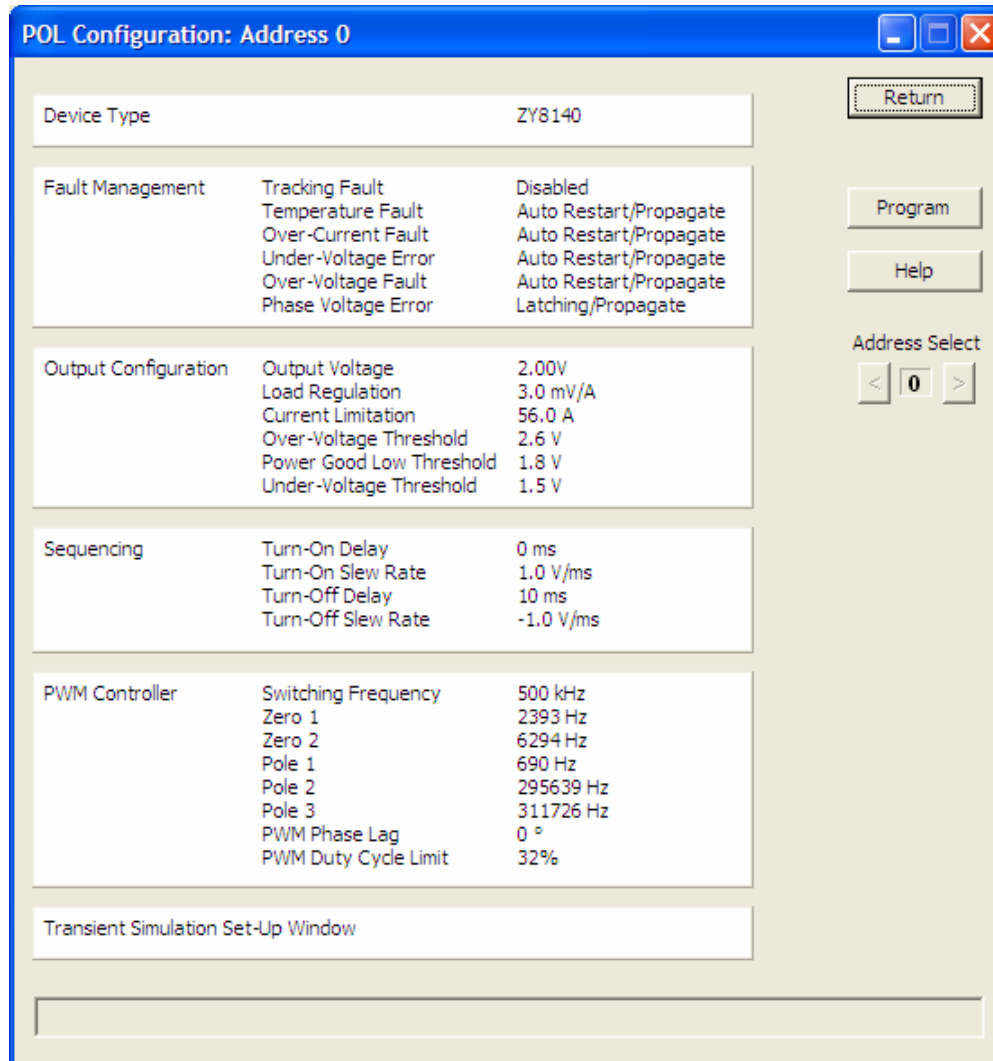 POL Configuration: Address 0
Return
Device Type ZY8140
Fault Management Tracking Fault Disabled
Temperature Fault Auto Restart/Propagate
Over-Current Fault Auto Restart/Propagate
Under-Voltage Error Auto Restart/Propagate
Over-Voltage Fault Auto Restart/Propagate
Phase Voltage Error Latching/Propagate
Program
Help
Address Select
< 0 >
Output Configuration Output Voltage 2.00V
Load Regulation 3.0 mV/A
Current Limitation 56.0 A
Over-Voltage Threshold 2.6 V
Power Good Low Threshold 1.8 V
Under-Voltage Threshold 1.5 V
Sequencing Turn-On Delay 0 ms
Turn-On Slew Rate 1.0 V/ms
Turn-Off Delay 10 ms
Turn-Off Slew Rate -1.0 V/ms
PWM Controller Switching Frequency 500 kHz
Zero 1 2393 Hz
Zero 2 6294 Hz
Pole 1 690 Hz
Pole 2 295639 Hz
Pole 3 311726 Hz
PWM Phase Lag 0 °
PWM Duty Cycle Limit 32%
Transient Simulation Set-Up Window